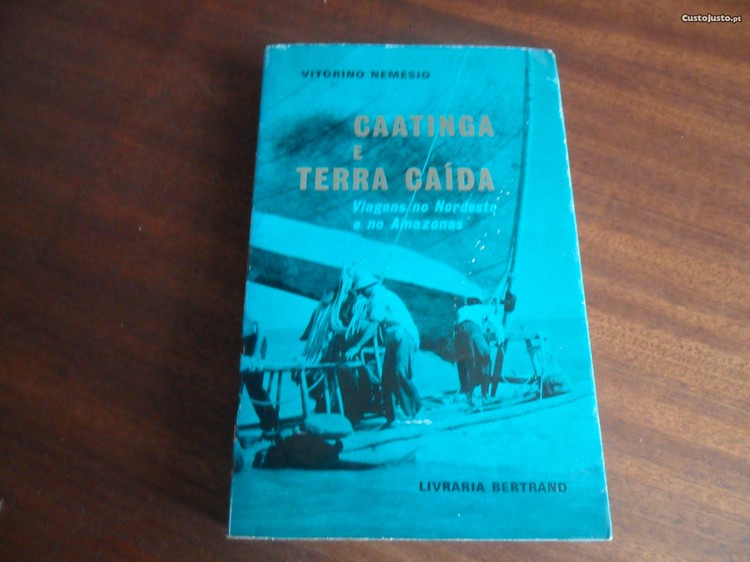 CustoJusto.pt
VITORINO NEMÉSIO
CAATINGA
E
TERRA CAÍDA
Viagens no Nordeste
e no Amazonas
LIVRARIA BERTRAND